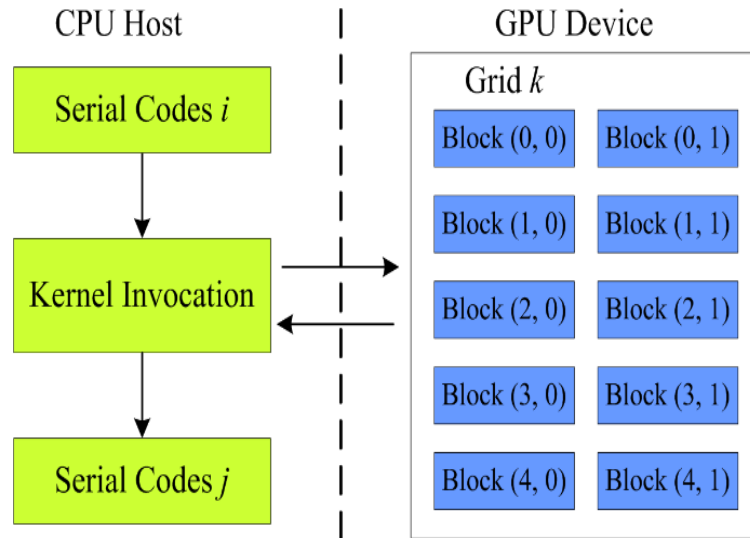 CPU Host
GPU Device
Serial Codes i
Kernel Invocation
Serial Codes j
Grid k
Block (0, 0)
Block (0, 1)
Block (1, 0)
Block (1, 1)
Block (2, 0)
Block (2, 1)
Block (3, 0)
Block (3, 1)
Block (4, 0)
Block (4, 1)